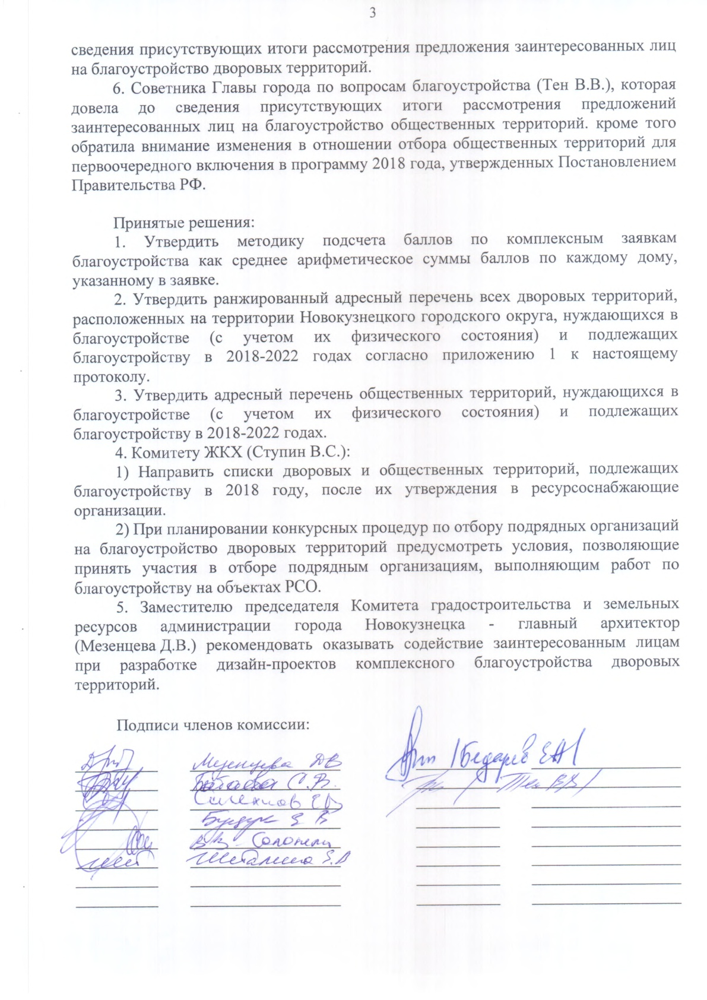 3
сведения присутствующих итоги рассмотрения предложения заинтересованных лиц
на благоустройство дворовых территорий.
6. Советника Главы города по вопросам благоустройства (Тен В.В.), которая
довела до сведения присутствующих итоги рассмотрения предложений
заинтересованных лиц на благоустройство общественных территорий. кроме того
обратила внимание изменения в отношении отбора общественных территорий для
первоочередного включения в программу 2018 года, утвержденных Постановлением
Правительства РФ.
Принятые решения:
1. Утвердить методику подсчета баллов по комплексным заявкам
благоустройства как среднее арифметическое суммы баллов по каждому дому,
указанному в заявке.
2. Утвердить ранжированный адресный перечень всех дворовых территорий,
расположенных на территории Новокузнецкого городского округа, нуждающихся в
благоустройстве (с учетом их физического состояния) и подлежащих
благоустройству в 2018-2022 годах согласно приложению 1 к настоящему
протоколу.
3. Утвердить адресный перечень общественных территорий, нуждающихся в
благоустройстве (с учетом их физического состояния) и подлежащих
благоустройству в 2018-2022 годах.
4. Комитету ЖКХ (Ступин В.С.):
1) Направить списки дворовых и общественных территорий, подлежащих
благоустройству в 2018 году, после их утверждения в ресурсоснабжающие
организации.
2) При планировании конкурсных процедур по отбору подрядных организаций
на благоустройство дворовых территорий предусмотреть условия, позволяющие
принять участия в отборе подрядным организациям, выполняющим работ по
благоустройству на объектах РСО.
5. Заместителю председателя Комитета градостроительства и земельных
ресурсов администрации города Новокузнецка - главный архитектор
(Мезенцева Д.В.) рекомендовать оказывать содействие заинтересованным лицам
при разработке дизайн-проектов комплексного благоустройства дворовых
территорий.
Подписи членов комиссии:
Мезенцева ДВ
С.В.
ЕВ
В.В.
Е.В
Бедарев ЕА
Тен ВВ